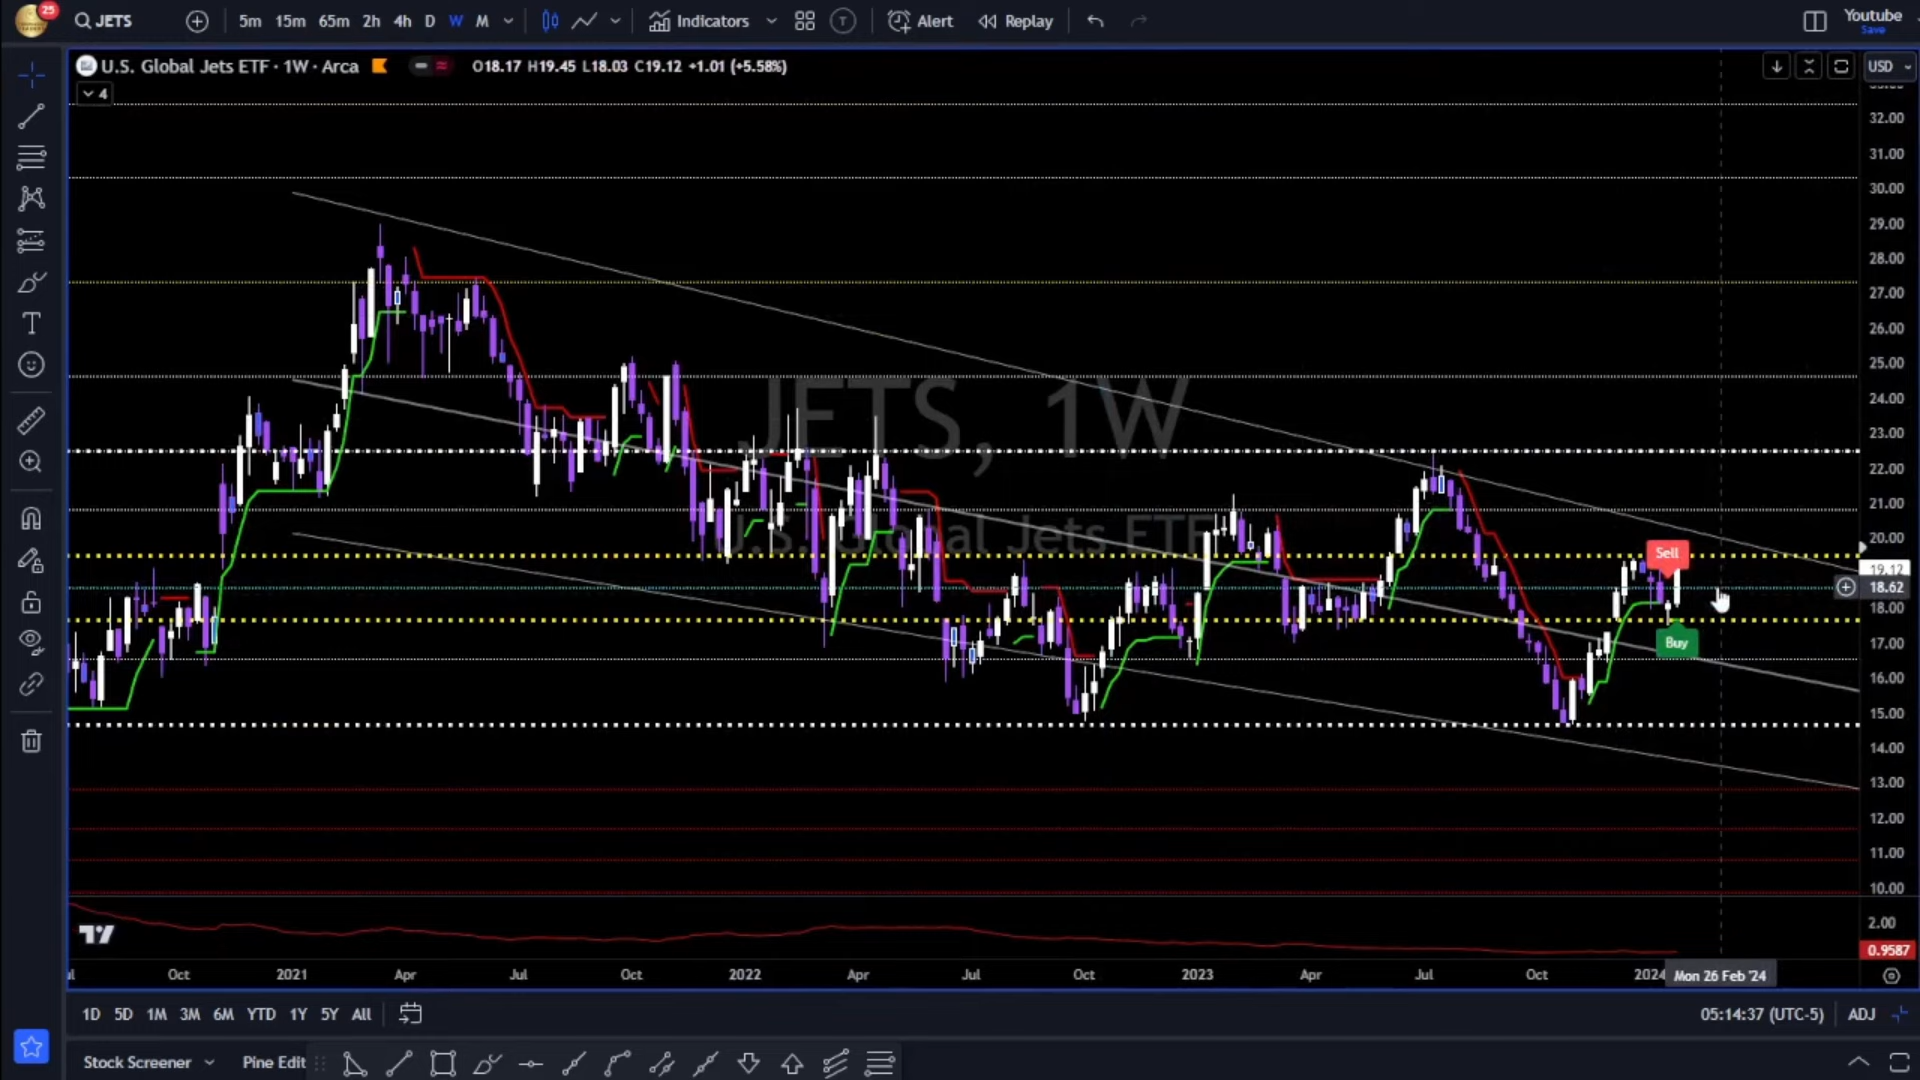 25
JETS
5m 15m 65m 2h 4h D W M
Indicators
T
Alert
Replay
Youtube
Save
U.S. Global Jets ETF · 1W · Arca
O18.17 H19.45 L18.03 C19.12 +1.01 (+5.58%)
USD
4
32.00
31.00
30.00
29.00
28.00
27.00
26.00
25.00
24.00
23.00
22.00
21.00
20.00
19.12
18.62
18.00
17.00
16.00
15.00
14.00
13.00
12.00
11.00
10.00
2.00
0.9587
JETS, 1W
U.S. Global Jets ETF
Sell
Buy
Oct 2021 Apr Jul Oct 2022 Apr Jul Oct 2023 Apr Jul Oct 2024 Mon 26 Feb '24
1D 5D 1M 3M 6M YTD 1Y 5Y All
05:14:37 (UTC-5) ADJ
Stock Screener
Pine Edit